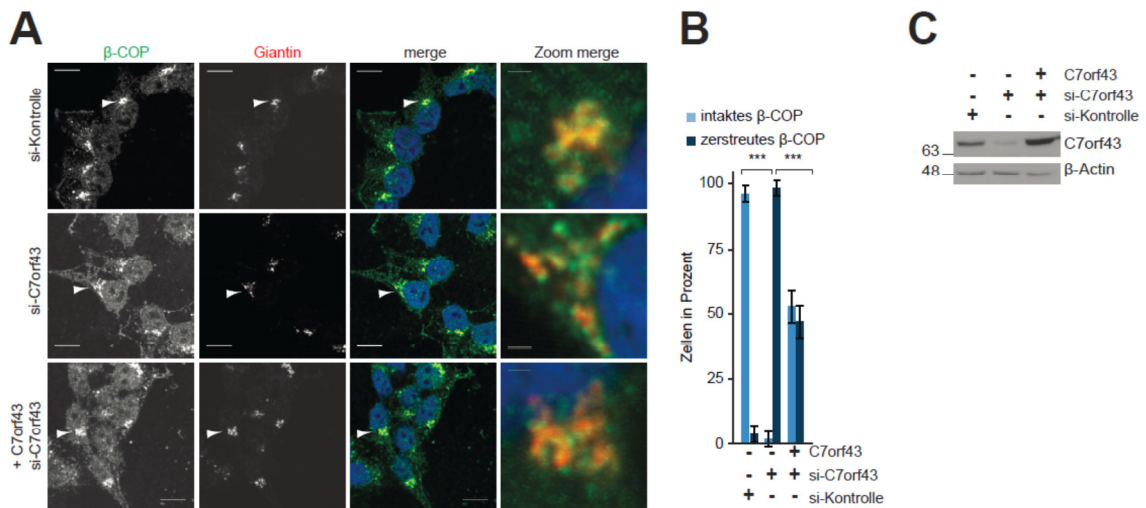 A
β-COP
Giantin
merge
Zoom merge
si-Kontrolle
si-C7orf43
+ C7orf43
si-C7orf43
B
intaktes β-COP
zerstreutes β-COP
*** ***
100
75
50
25
0
Zellen in Prozent
- - + C7orf43
- + + si-C7orf43
+ - - si-Kontrolle
C
- - + C7orf43
- + + si-C7orf43
+ - - si-Kontrolle
63 C7orf43
48 β-Actin